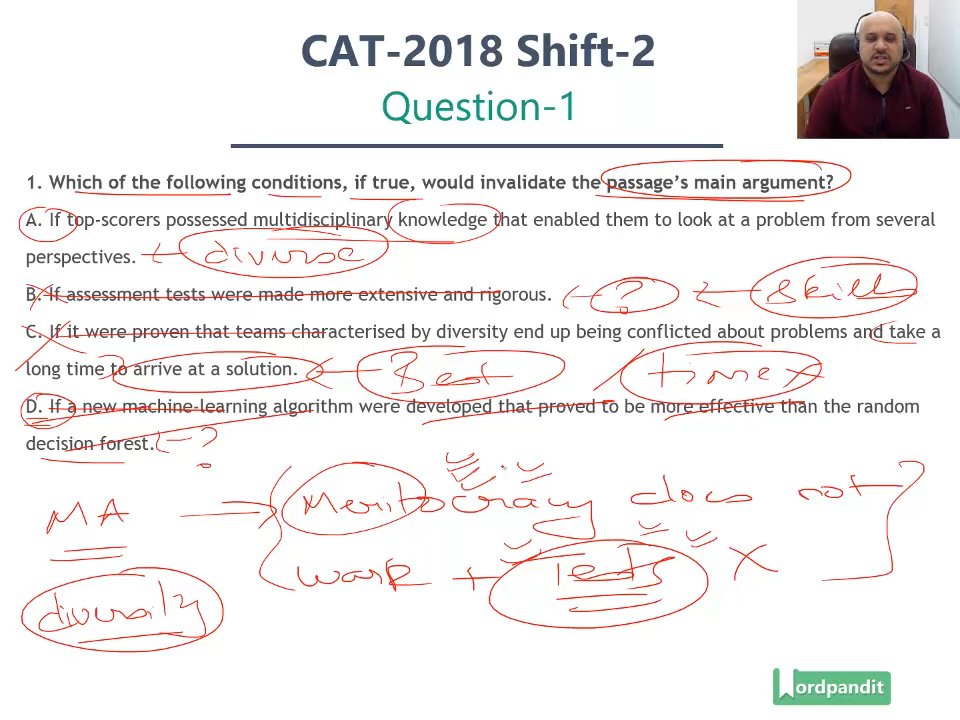 CAT-2018 Shift-2
Question-1
1. Which of the following conditions, if true, would invalidate the passage's main argument?
A. If top-scorers possessed multidisciplinary knowledge that enabled them to look at a problem from several
perspectives. diverse
B. If assessment tests were made more extensive and rigorous. ? skills
C. If it were proven that teams characterised by diversity end up being conflicted about problems and take a
long time to arrive at a solution. Best time x
D. If a new machine-learning algorithm were developed that proved to be more effective than the random
decision forest. ?
MA → Meritocracy does not
work + Tests X
diversity
ordpandit